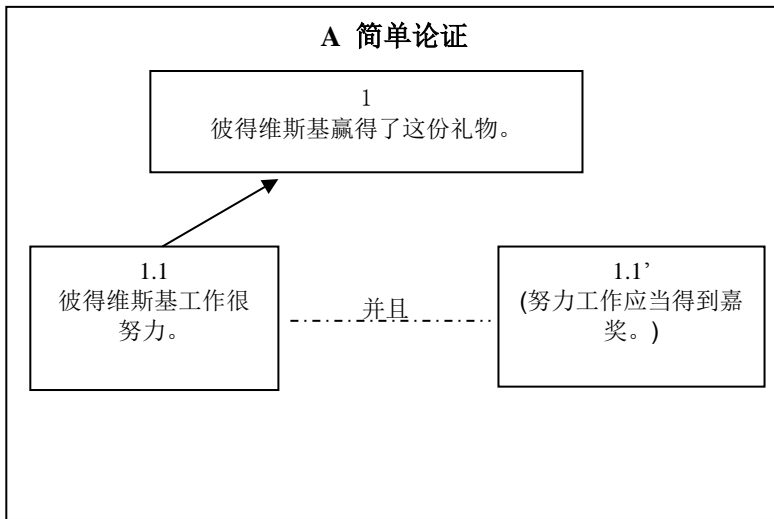 A 简单论证
1
彼得维斯基赢得了这份礼物。
1.1
彼得维斯基工作很
努力。
并且
1.1’
(努力工作应当得到嘉
奖。)